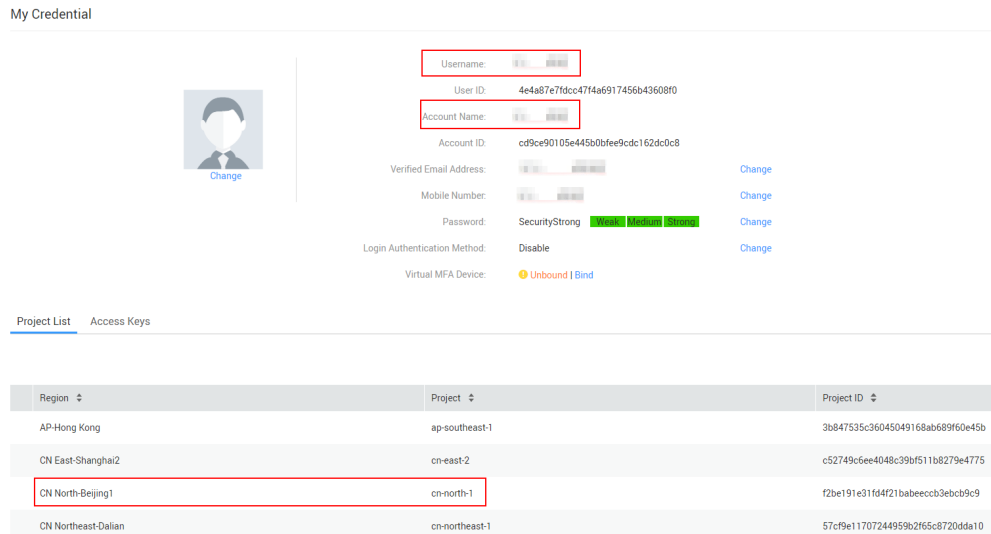 My Credential
Username:
User ID: 4e4a87e7fdcc47f4a6917456b43608f0
Account Name:
Account ID: cd9ce90105e445b0bfee9cdc162dc0c8
Change
Verified Email Address: Change
Mobile Number: Change
Password: SecurityStrong Weak Medium Strong Change
Login Authentication Method: Disable Change
Virtual MFA Device: Unbound | Bind
Project List Access Keys
Region Project Project ID
AP-Hong Kong ap-southeast-1 3b847535c36045049168ab689f60e45b
CN East-Shanghai2 cn-east-2 c52749c6ee4048c39bf511b8279e4775
CN North-Beijing1 cn-north-1 f2be191e31fd4f21babeeccb3ebcb9c9
CN Northeast-Dalian cn-northeast-1 57cf9e11707244959b2f65c8720dda10